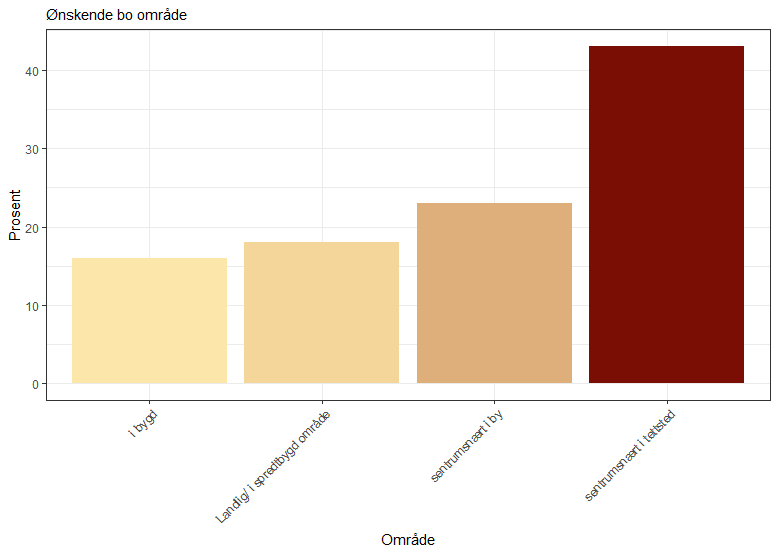 Ønskende bo område
Prosent
40
30
20
10
0
I bygd
Landlig/ i spredtbygd område
sentrumsnært i by
sentrumsnært i tettsted
Område